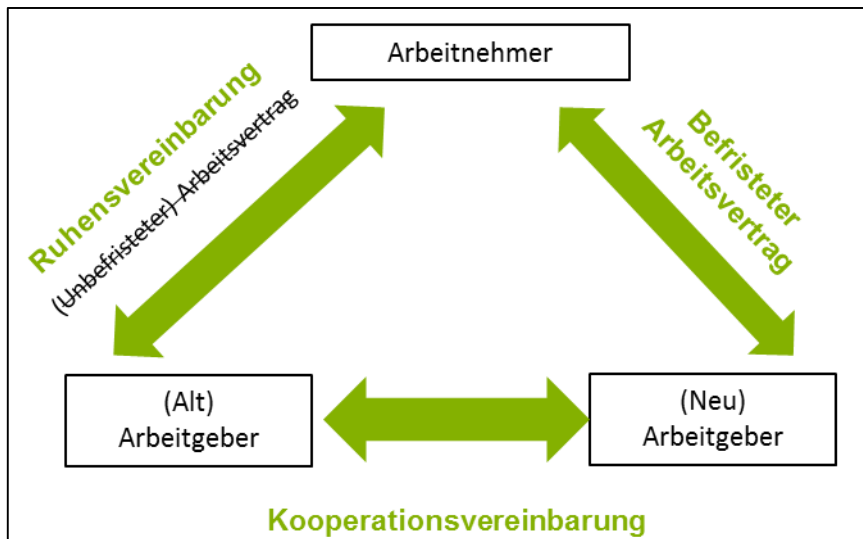 Arbeitnehmer
Ruhensvereinbarung
(Unbefristeter) Arbeitsvertrag
Befristeter
Arbeitsvertrag
(Alt)
Arbeitgeber
(Neu)
Arbeitgeber
Kooperationsvereinbarung